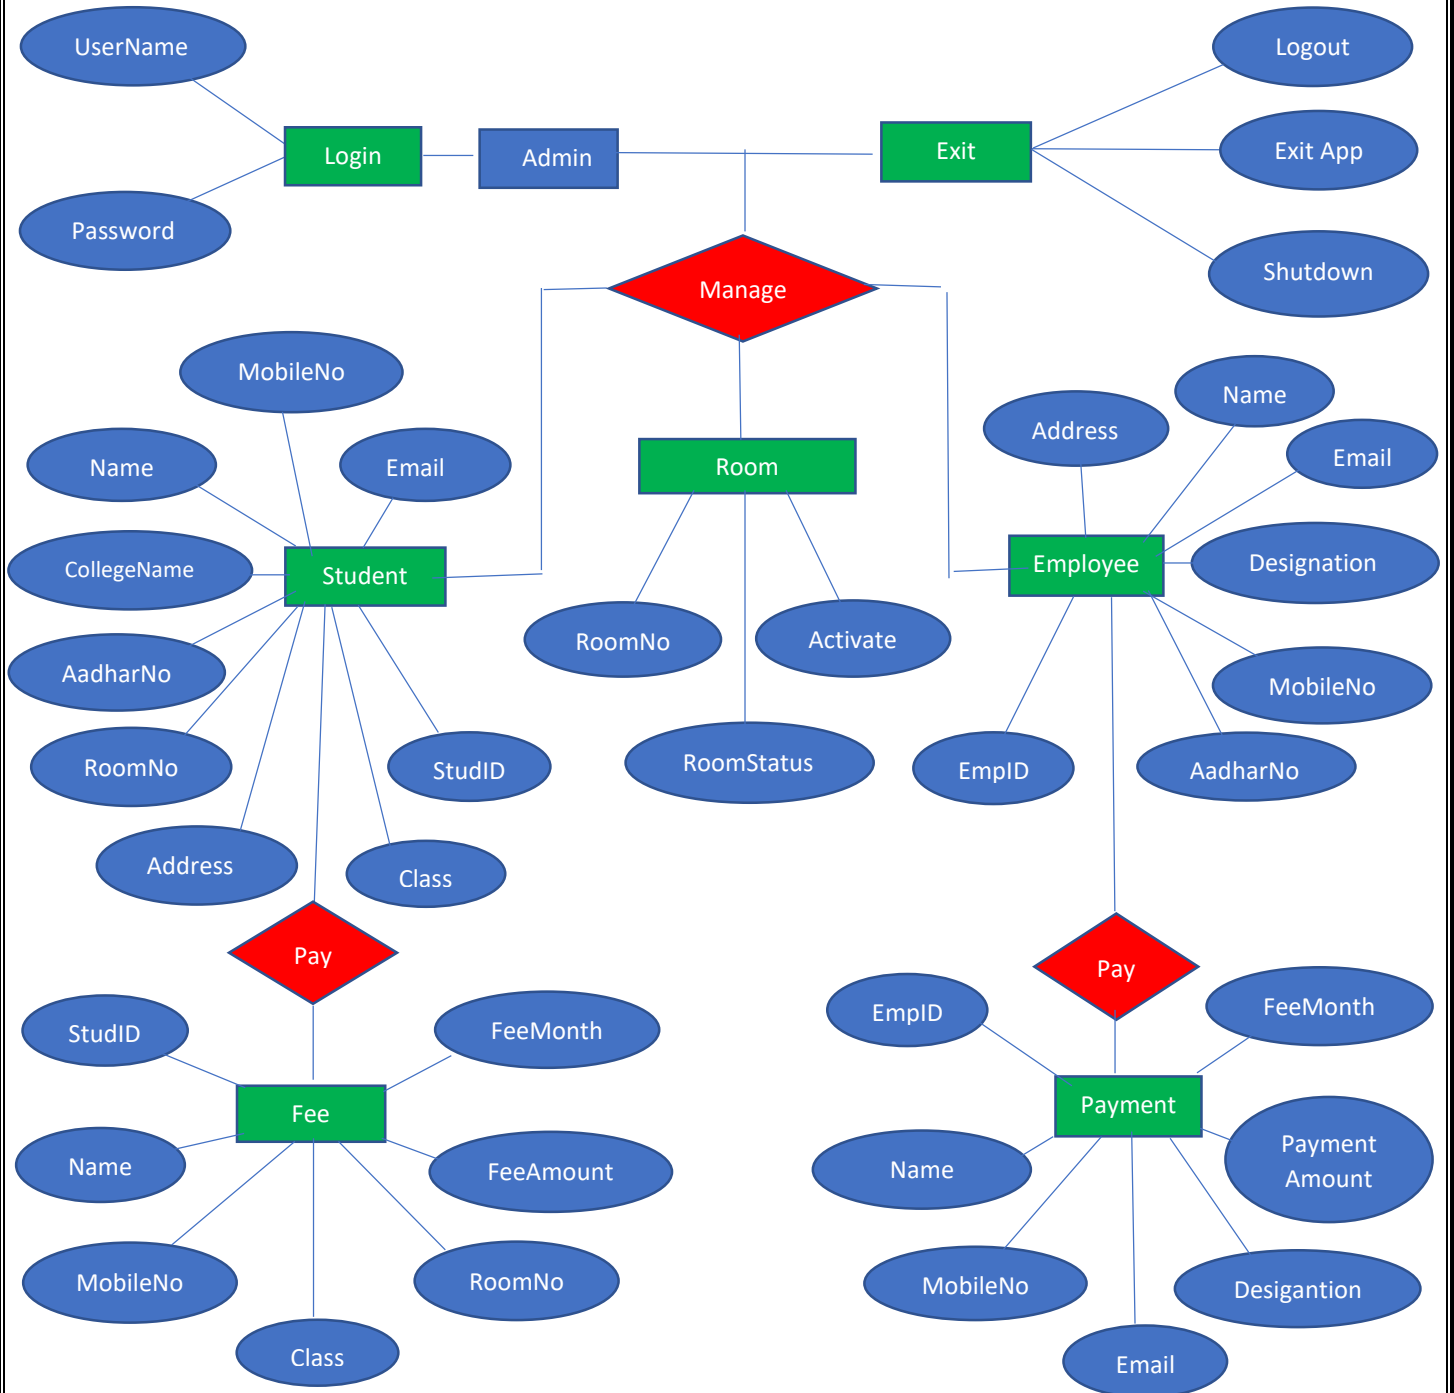 UserName
Logout
Login
Admin
Exit
Exit App
Password
Shutdown
Manage
MobileNo
Name
Address
Name
Email
Room
Email
CollegeName
Student
Employee
Designation
RoomNo
Activate
AadharNo
MobileNo
RoomNo
StudID
RoomStatus
EmpID
AadharNo
Address
Class
Pay
Pay
StudID
FeeMonth
EmpID
FeeMonth
Fee
Payment
Name
FeeAmount
Name
Payment
Amount
MobileNo
RoomNo
MobileNo
Desigantion
Class
Email